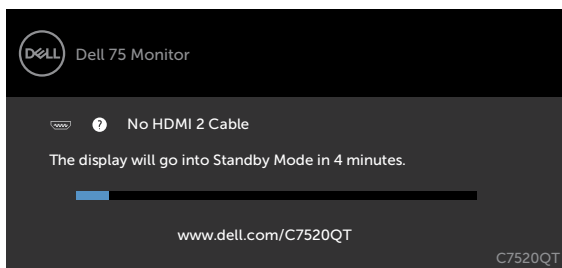 DELL
Dell 75 Monitor
? No HDMI 2 Cable
The display will go into Standby Mode in 4 minutes.
www.dell.com/C7520QT
C7520QT